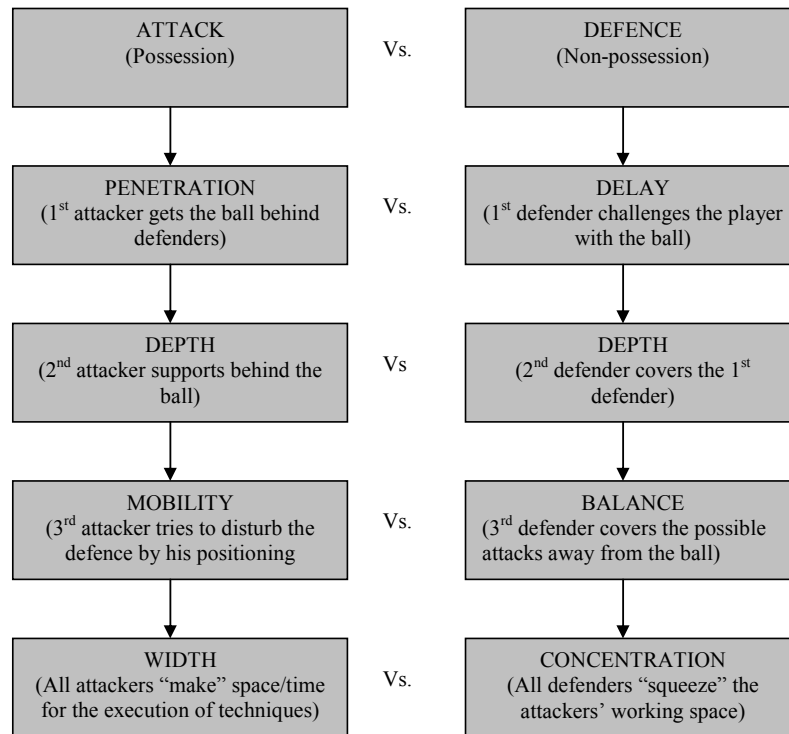 ATTACK
(Possession)
Vs.
DEFENCE
(Non-possession)
PENETRATION
(1st attacker gets the ball behind
defenders)
Vs.
DELAY
(1st defender challenges the player
with the ball)
DEPTH
(2nd attacker supports behind the
ball)
Vs
DEPTH
(2nd defender covers the 1st
defender)
MOBILITY
(3rd attacker tries to disturb the
defence by his positioning
Vs.
BALANCE
(3rd defender covers the possible
attacks away from the ball)
WIDTH
(All attackers “make” space/time
for the execution of techniques)
Vs.
CONCENTRATION
(All defenders “squeeze” the
attackers’ working space)